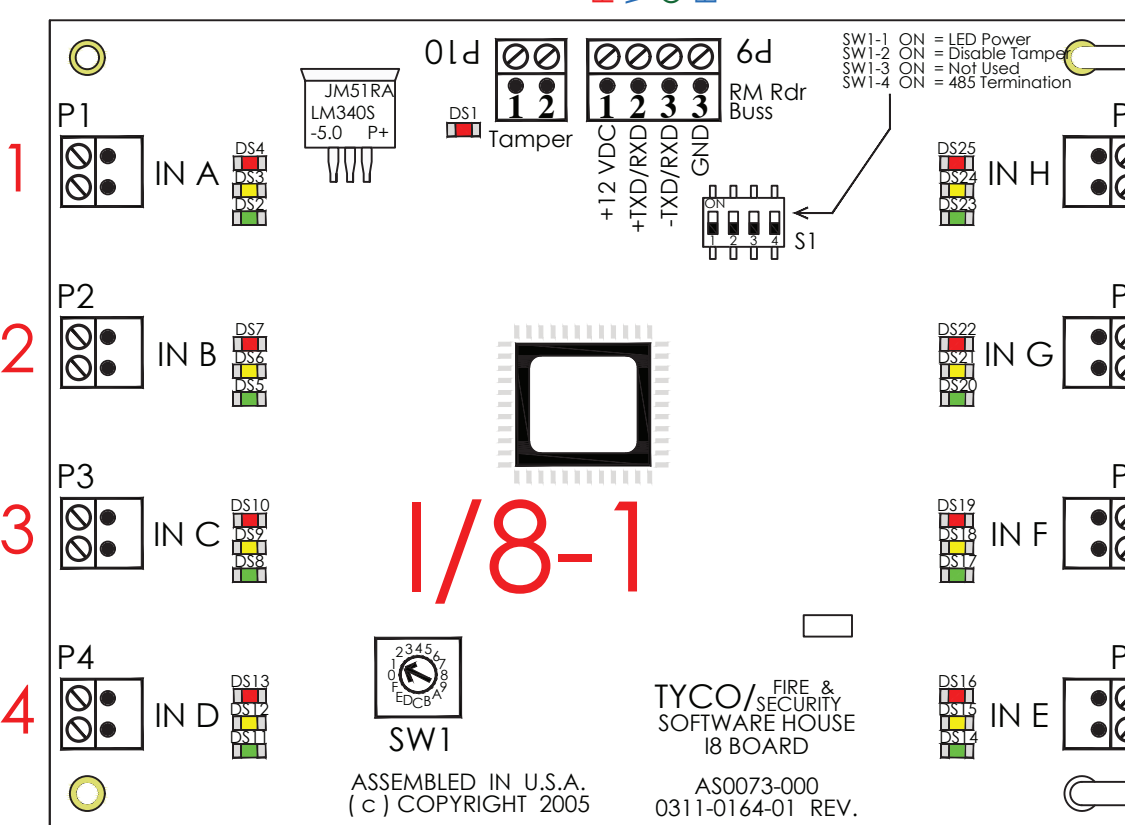 P10
P9
SW1-1 ON = LED Power
SW1-2 ON = Disable Tamper
SW1-3 ON = Not Used
SW1-4 ON = 485 Termination
JM51RA
LM340S
-5.0 P+
DS1
1 2
Tamper
1 2 3 3
RM Rdr
Buss
+12 VDC
+TXD/RXD
-TXD/RXD
GND
ON
1 2 3 4
S1
P1
1
IN A
DS4
DS3
DS2
DS25
DS24
DS23
IN H
P
P2
2
IN B
DS7
DS6
DS5
DS22
DS21
DS20
IN G
P
P3
3
IN C
DS10
DS9
DS8
I/8-1
DS19
DS18
DS17
IN F
P
P4
4
IN D
DS13
DS12
DS11
0123456789ABCDEF
SW1
DS16
DS15
DS14
IN E
P
TYCO/FIRE & SECURITY
SOFTWARE HOUSE
I8 BOARD
ASSEMBLED IN U.S.A.
( c ) COPYRIGHT 2005
AS0073-000
0311-0164-01 REV.